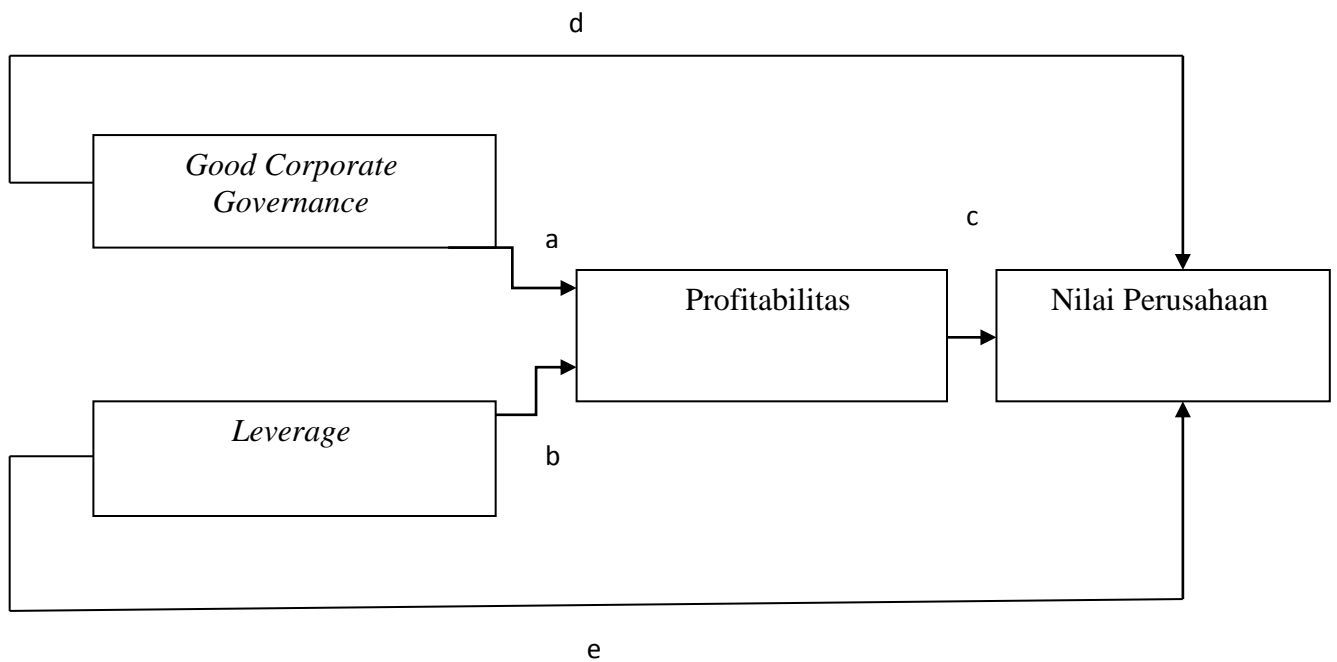 d
Good Corporate
Governance
a
c
Profitabilitas
Nilai Perusahaan
Leverage
b
e